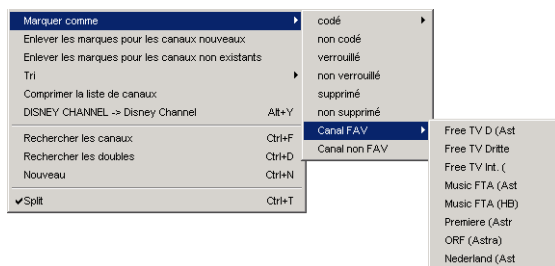 Marquer comme
Enlever les marques pour les canaux nouveaux
Enlever les marques pour les canaux non existants
Tri
Comprimer la liste de canaux
DISNEY CHANNEL -> Disney Channel Alt+Y
Rechercher les canaux Ctrl+F
Rechercher les doubles Ctrl+D
Nouveau Ctrl+N
Split Ctrl+T
codé
non codé
verrouillé
non verrouillé
supprimé
non supprimé
Canal FAV
Canal non FAV
Free TV D (Ast
Free TV Dritte
Free TV Int. (
Music FTA (Ast
Music FTA (HB)
Premiere (Astr
ORF (Astra)
Nederland (Ast